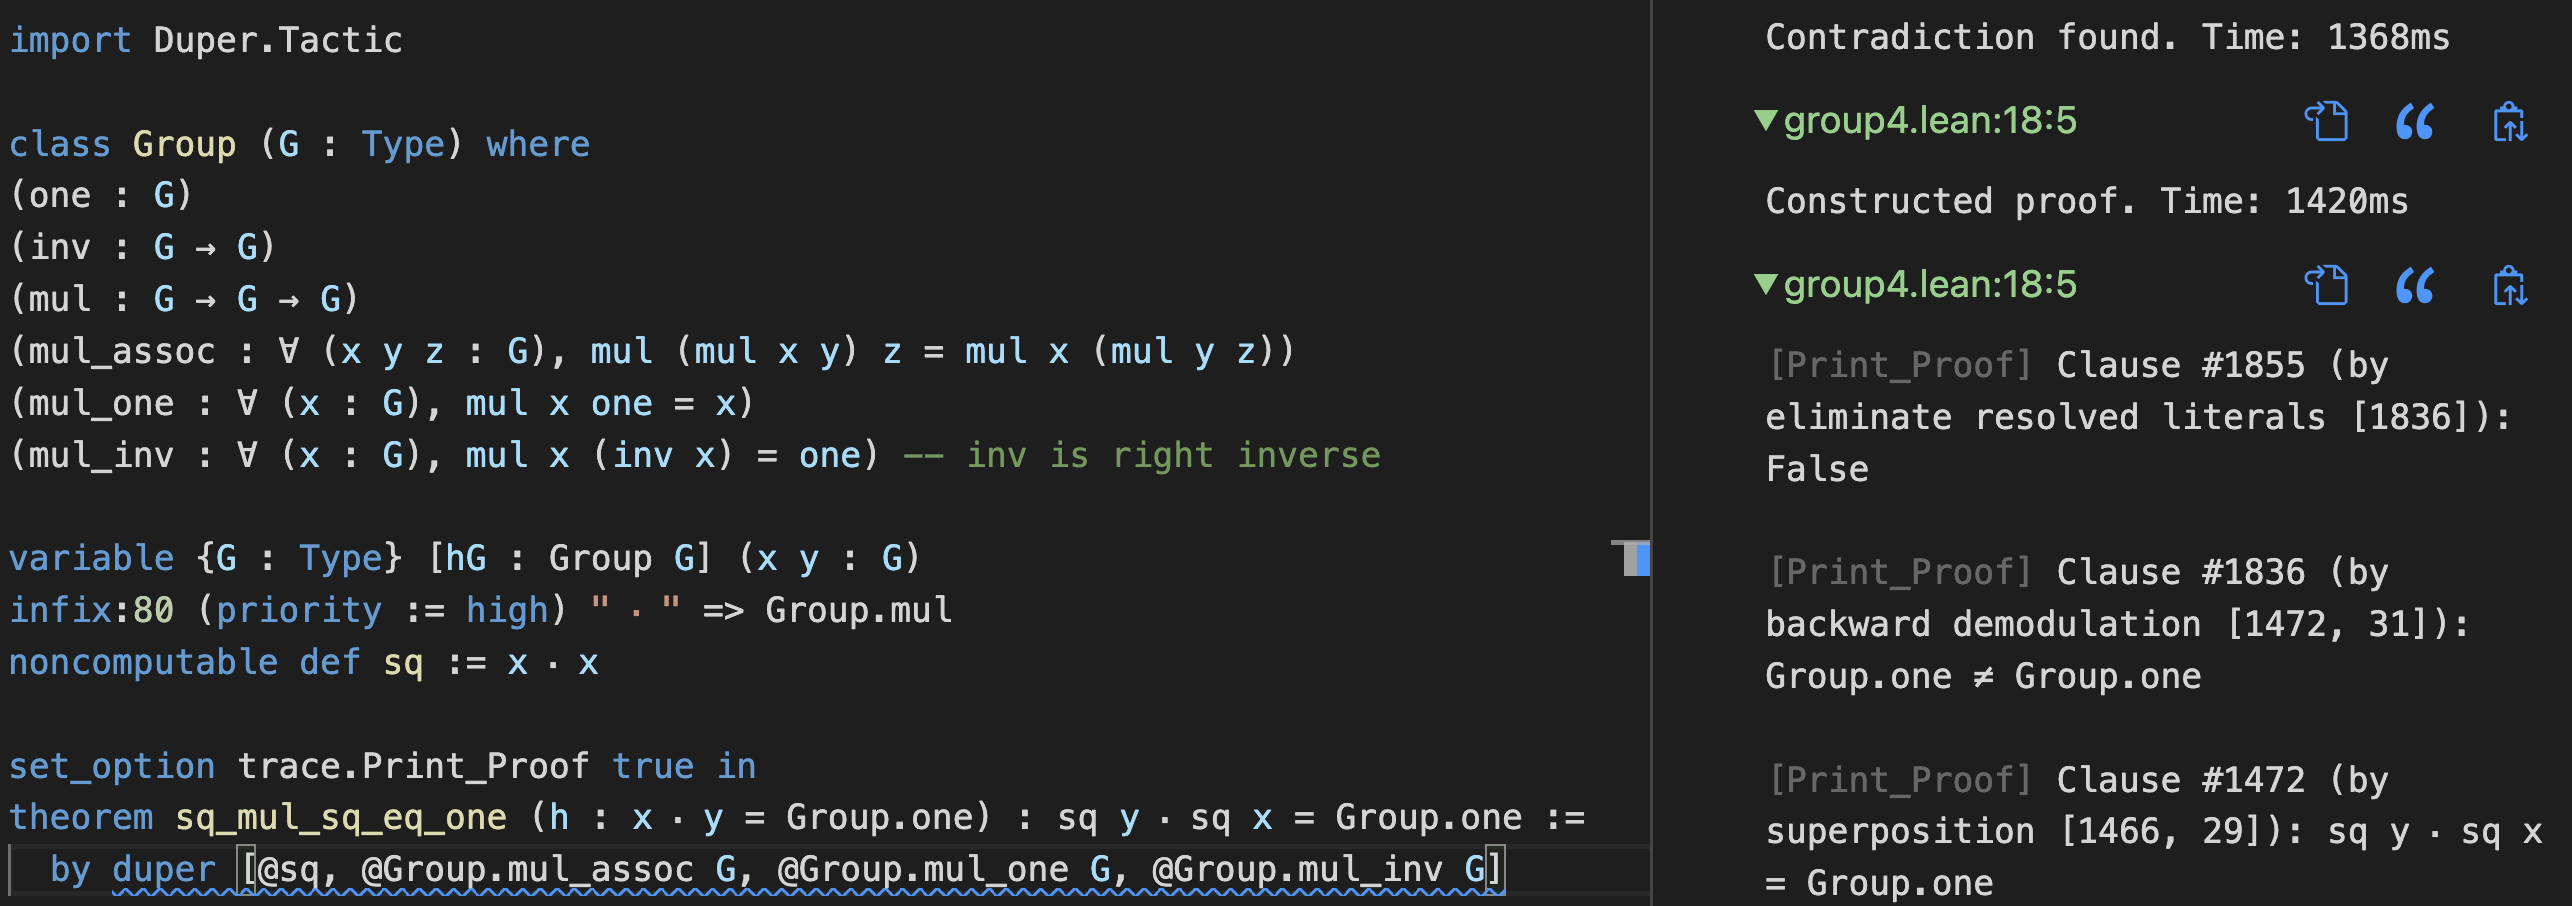 import Duper.Tactic
class Group (G : Type) where
(one : G)
(inv : G → G)
(mul : G → G → G)
(mul_assoc : ∀ (x y z : G), mul (mul x y) z = mul x (mul y z))
(mul_one : ∀ (x : G), mul x one = x)
(mul_inv : ∀ (x : G), mul x (inv x) = one) -- inv is right inverse
variable {G : Type} [hG : Group G] (x y : G)
infix:80 (priority := high) " ⬝ " => Group.mul
noncomputable def sq := x ⬝ x
set_option trace.Print_Proof true in
theorem sq_mul_sq_eq_one (h : x ⬝ y = Group.one) : sq y ⬝ sq x = Group.one :=
by duper [@sq, @Group.mul_assoc G, @Group.mul_one G, @Group.mul_inv G]
Contradiction found. Time: 1368ms
▼group4.lean:18:5
Constructed proof. Time: 1420ms
▼group4.lean:18:5
[Print_Proof] Clause #1855 (by
eliminate resolved literals [1836]):
False
[Print_Proof] Clause #1836 (by
backward demodulation [1472, 31]):
Group.one ≠ Group.one
[Print_Proof] Clause #1472 (by
superposition [1466, 29]): sq y ⬝ sq x
= Group.one